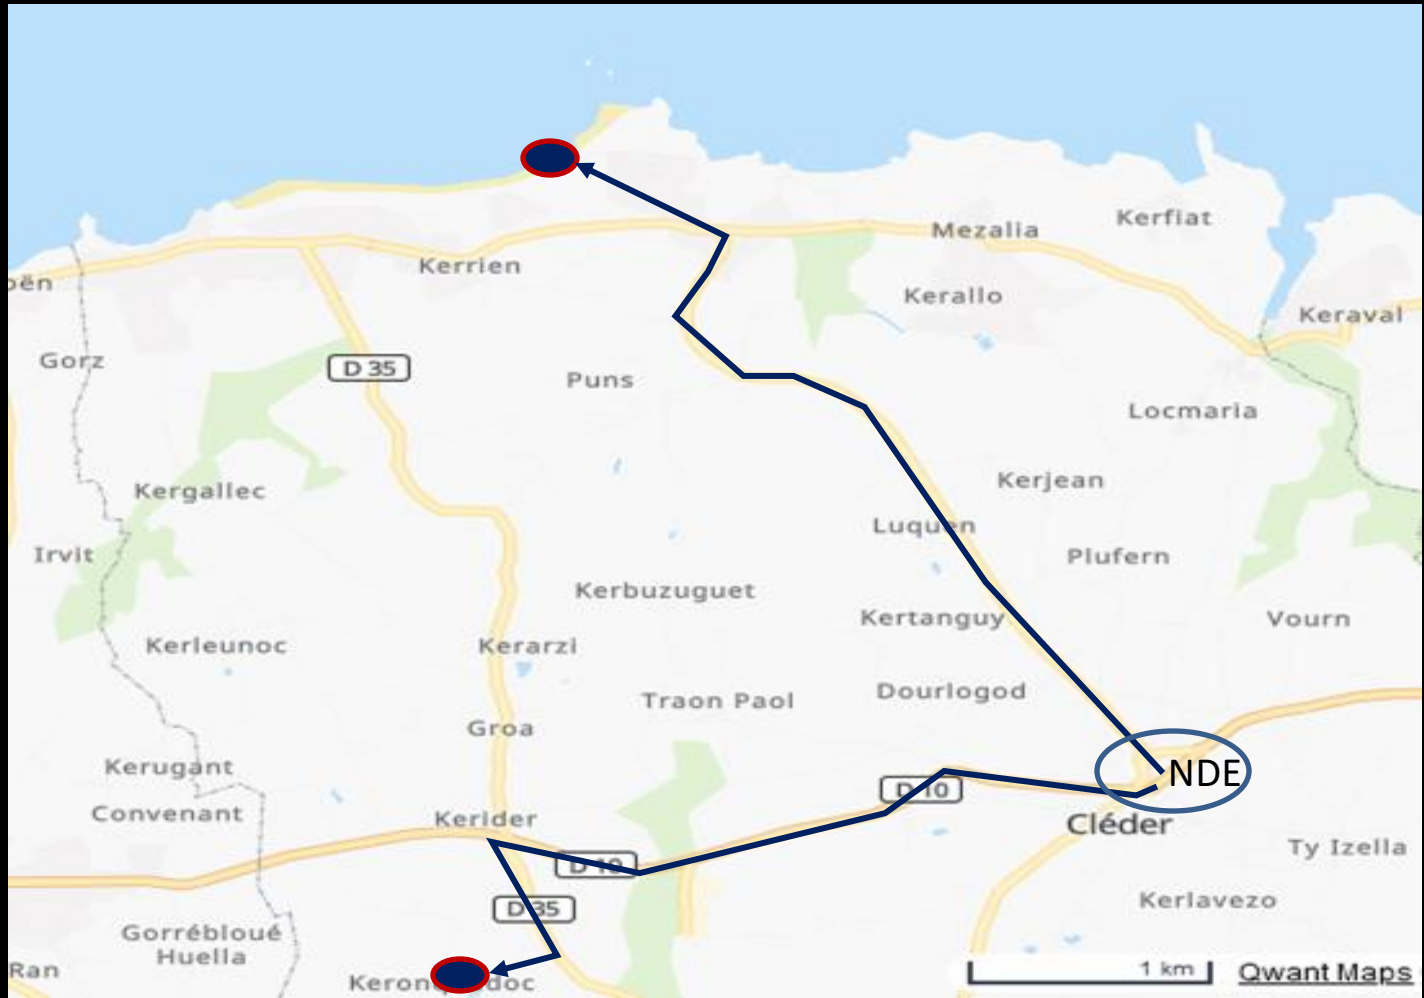 Mezalia
Kerfiat
Kerrien
Kerallo
Keraval
Gorz
D 35
Puns
Locmaria
Kergallec
Kerjean
Luquen
Irvit
Plufern
Kerbuzuguet
Kertanguy
Vourn
Kerleunoc
Kerarzi
Traon Paol
Dourlogod
Groa
Kerugant
NDE
D 10
Convenant
Kerider
Cléder
Ty Izella
D 10
Kerlavezo
D 35
Gorrébloué
Huella
Ran
1 km
Qwant Maps